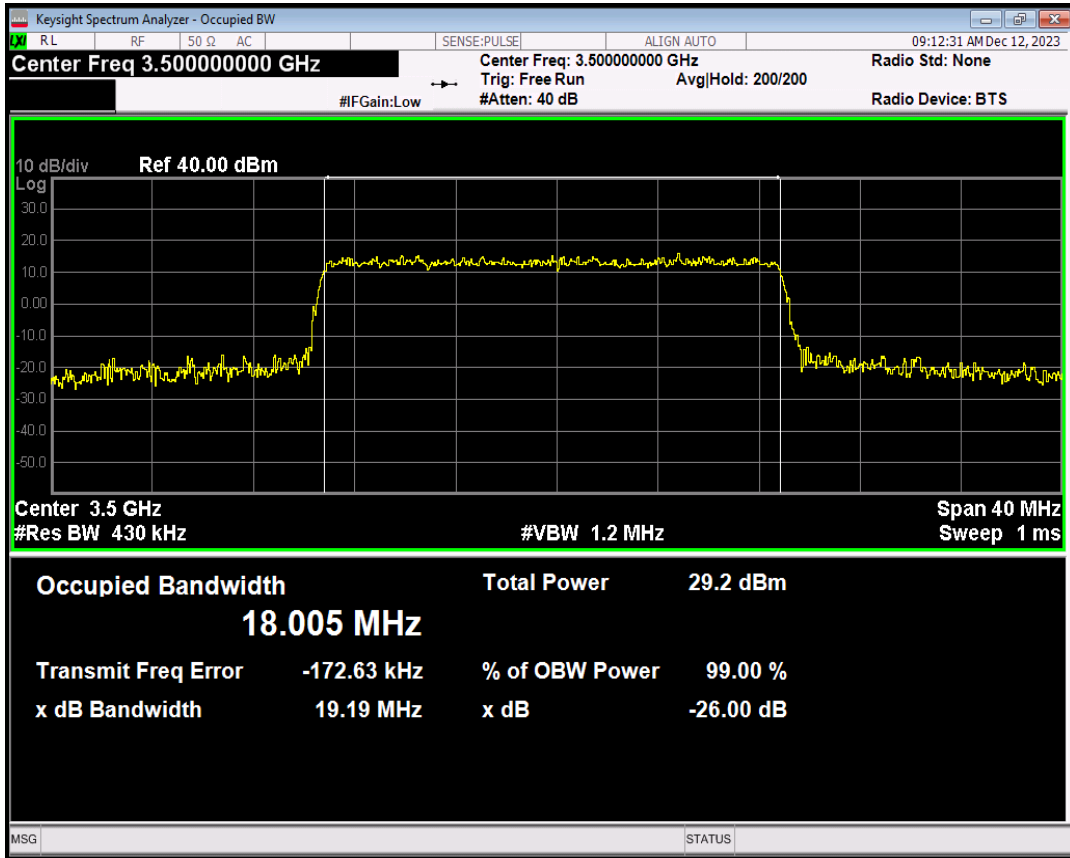 Keysight Spectrum Analyzer - Occupied BW
LXI RL RF 50 Ω AC SENSE:PULSE ALIGN AUTO 09:12:31 AM Dec 12, 2023
Center Freq 3.500000000 GHz Center Freq: 3.500000000 GHz Radio Std: None
Trig: Free Run Avg|Hold: 200/200
#IFGain:Low #Atten: 40 dB Radio Device: BTS
10 dB/div Ref 40.00 dBm
Log
30.0
20.0
10.0
0.00
-10.0
-20.0
-30.0
-40.0
-50.0
Center 3.5 GHz Span 40 MHz
#Res BW 430 kHz #VBW 1.2 MHz Sweep 1 ms
Occupied Bandwidth Total Power 29.2 dBm
18.005 MHz
Transmit Freq Error -172.63 kHz % of OBW Power 99.00 %
x dB Bandwidth 19.19 MHz x dB -26.00 dB
MSG STATUS